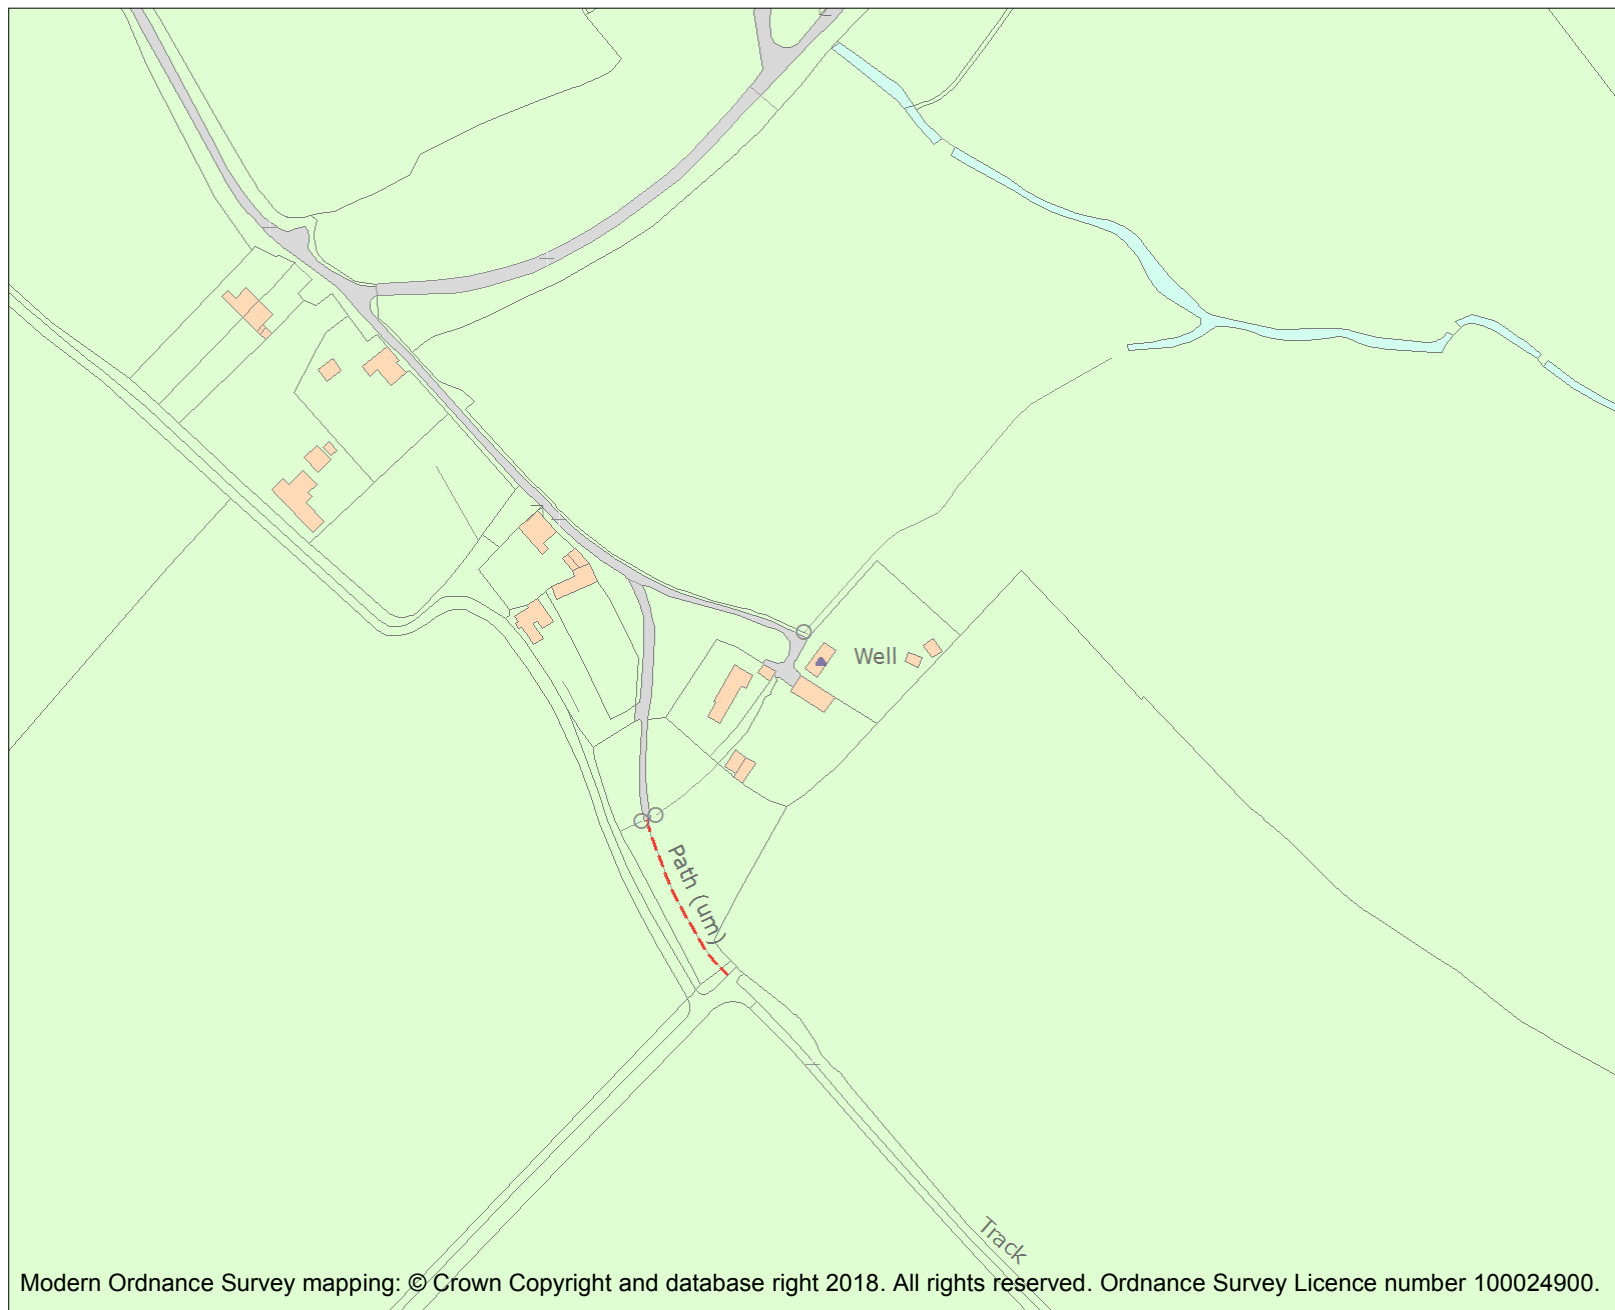 Well
Path (um)
Track
Modern Ordnance Survey mapping: © Crown Copyright and database right 2018. All rights reserved. Ordnance Survey Licence number 100024900.